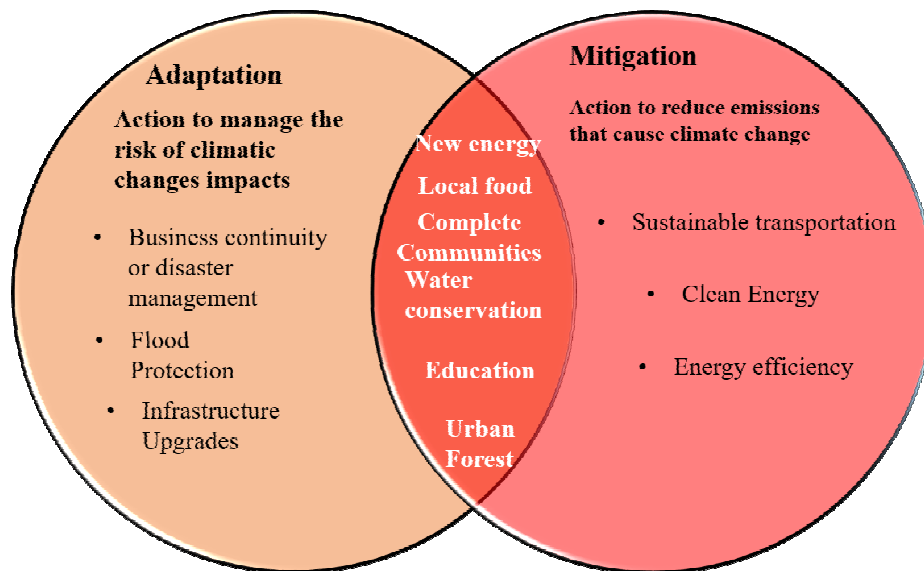 Adaptation
Action to manage the
risk of climatic
changes impacts
• Business continuity
or disaster
management
• Flood
Protection
• Infrastructure
Upgrades
New energy
Local food
Complete
Communities
Water
conservation
Education
Urban
Forest
Mitigation
Action to reduce emissions
that cause climate change
• Sustainable transportation
• Clean Energy
• Energy efficiency